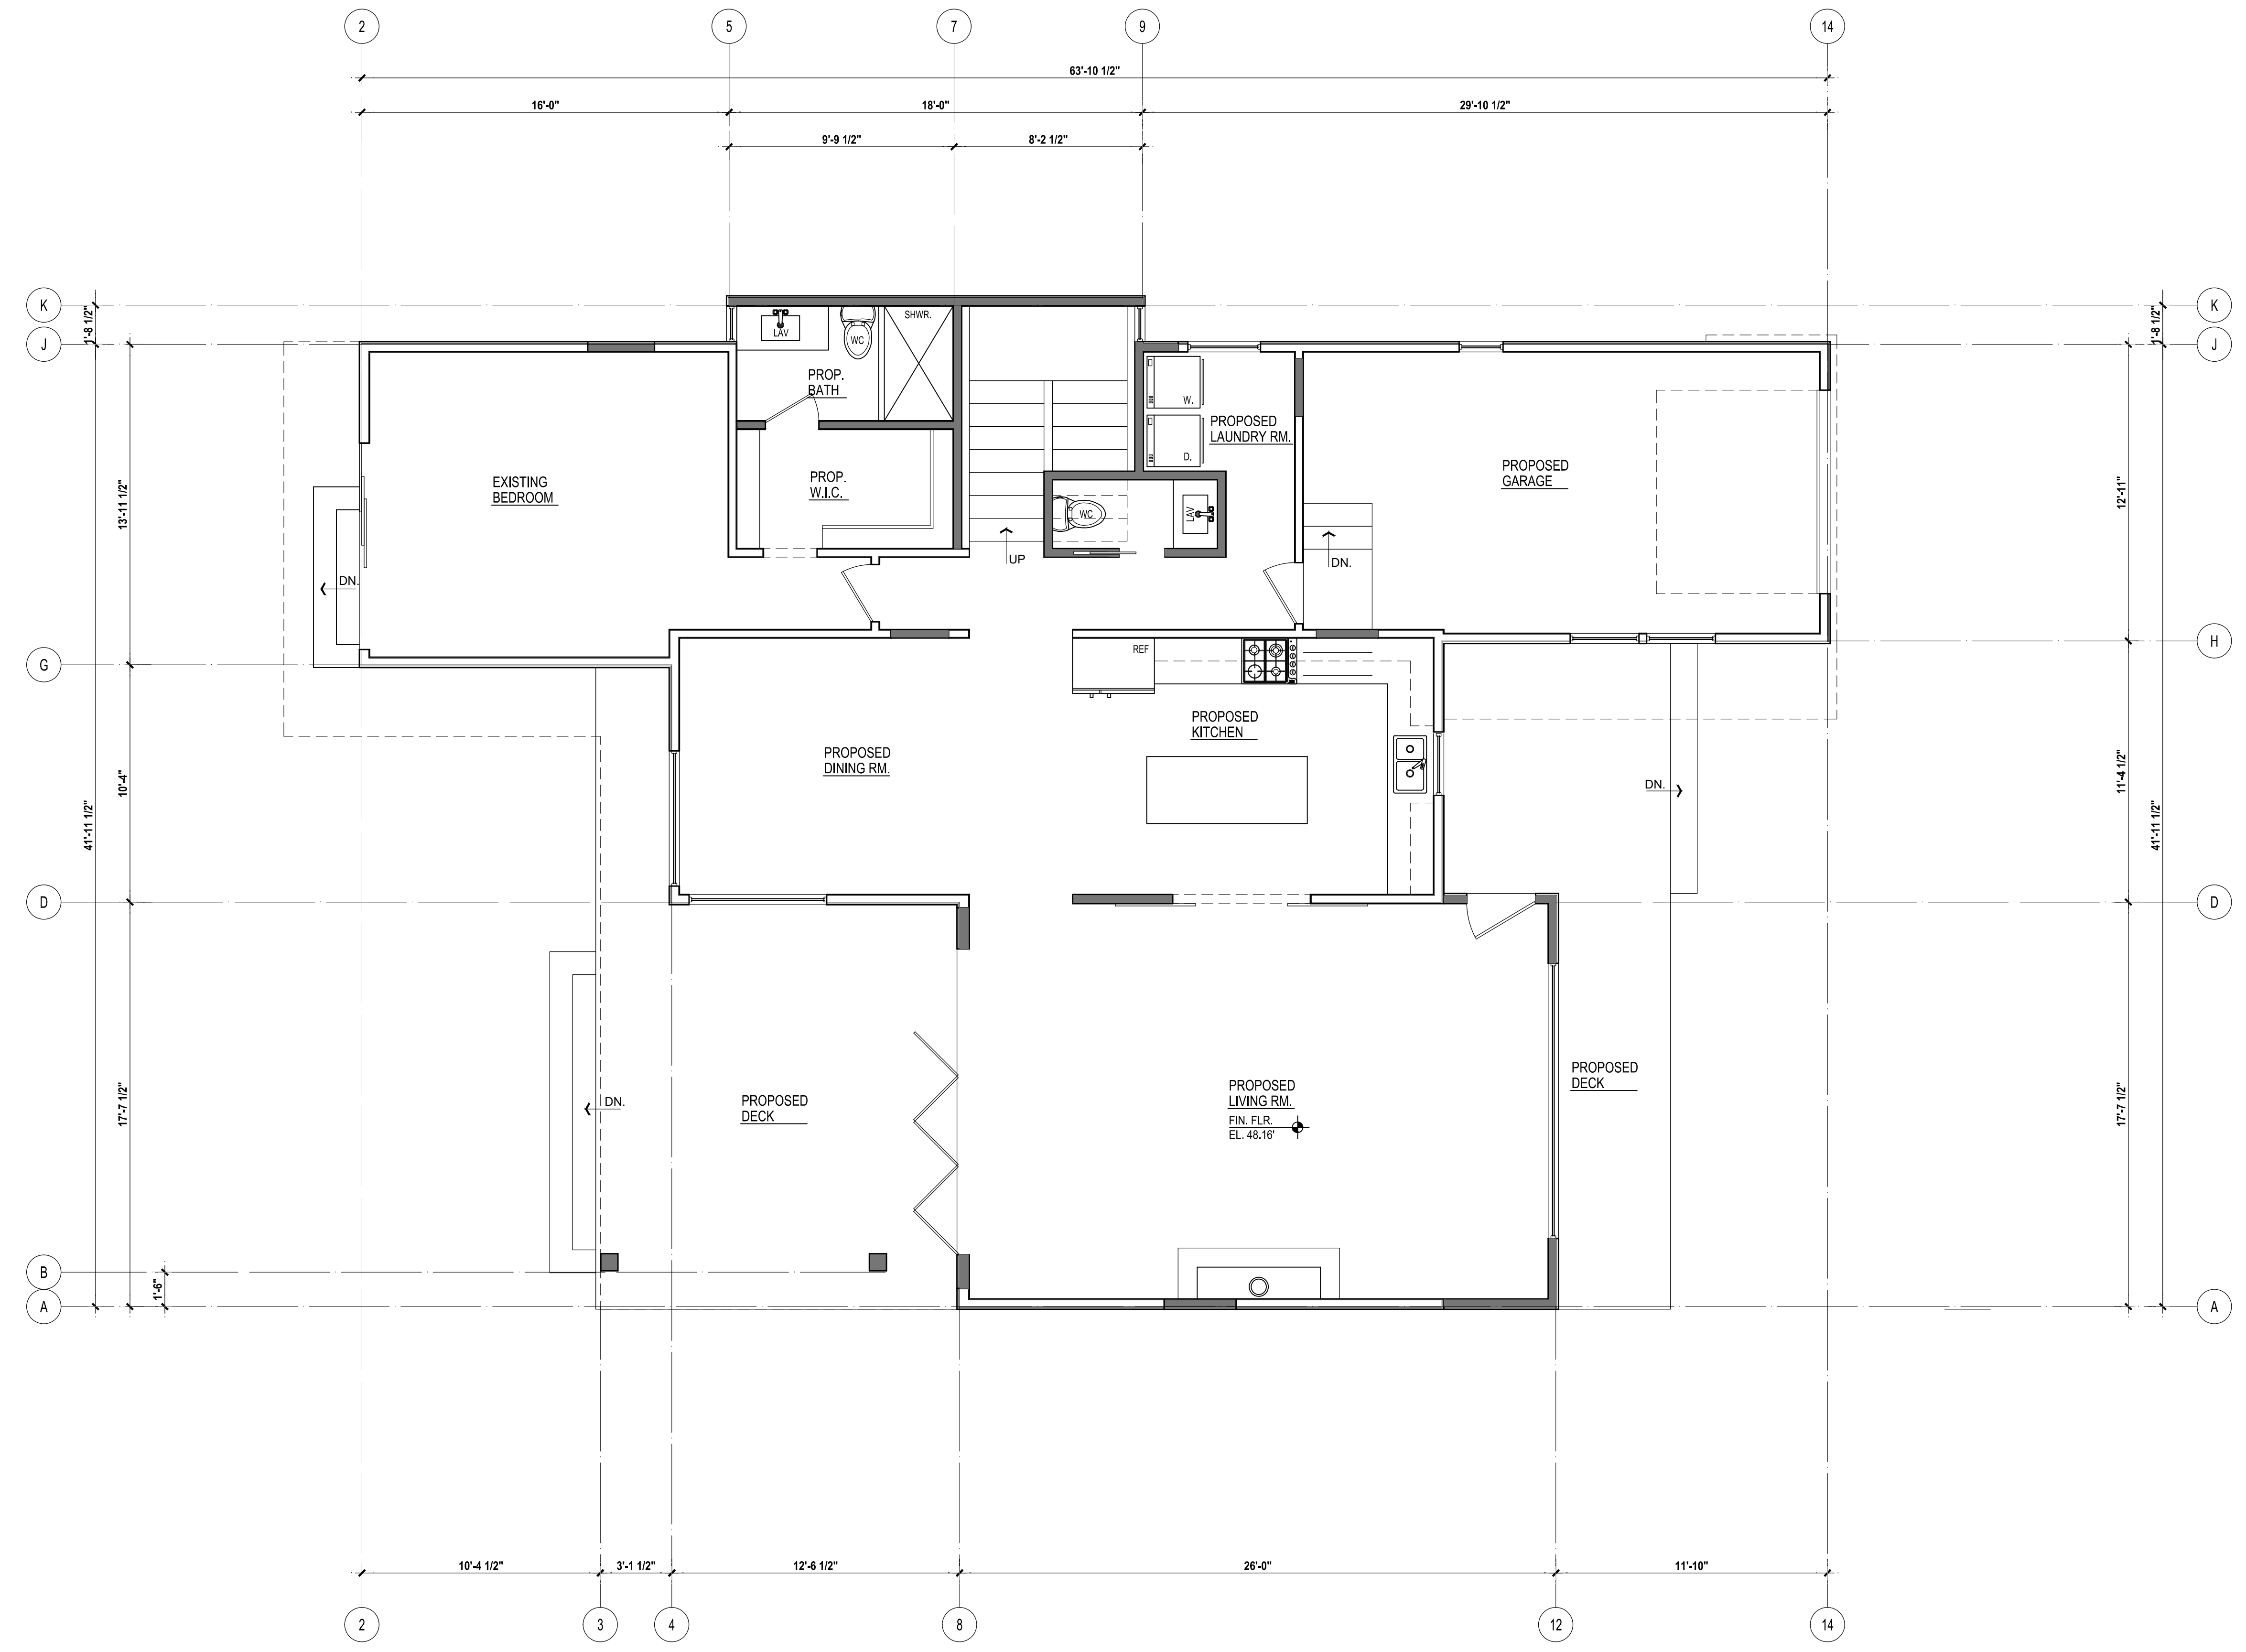 2
5
7
9
14
63'-10 1/2"
16'-0"
18'-0"
29'-10 1/2"
9'-9 1/2"
8'-2 1/2"
K
K
1'-8 1/2"
1'-8 1/2"
J
J
SHWR.
LAV
WC
PROP.
BATH
W.
PROPOSED
LAUNDRY RM.
D.
PROP.
W.I.C.
EXISTING
BEDROOM
PROPOSED
GARAGE
13'-11 1/2"
12'-11"
WC
LAV
UP
DN.
DN.
H
G
REF
PROPOSED
KITCHEN
PROPOSED
DINING RM.
DN.
10'-4"
11'-4 1/2"
41'-11 1/2"
41'-11 1/2"
D
D
PROPOSED
DECK
PROPOSED
LIVING RM.
FIN. FLR.
EL. 48.16'
PROPOSED
DECK
DN.
17'-7 1/2"
17'-7 1/2"
B
1'-6"
A
A
10'-4 1/2"
3'-1 1/2"
12'-6 1/2"
26'-0"
11'-10"
2
3
4
8
12
14